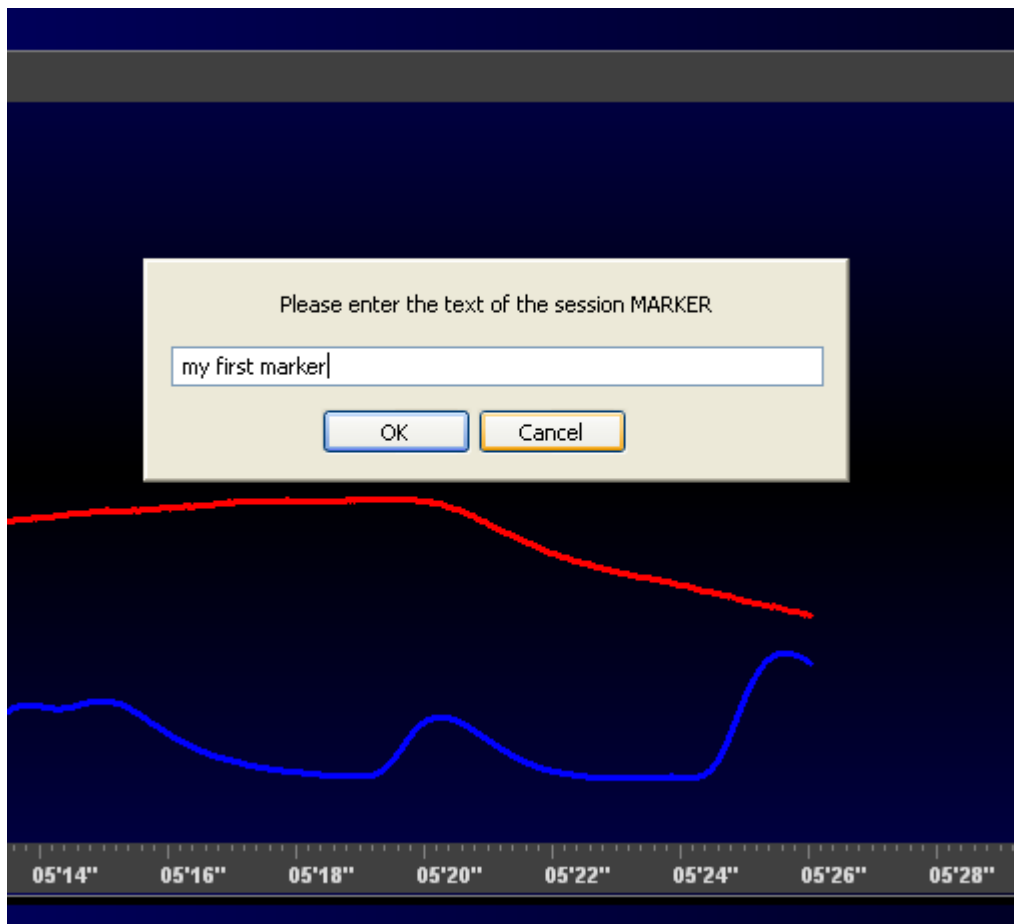 Please enter the text of the session MARKER
my first marker
OK Cancel
05'14" 05'16" 05'18" 05'20" 05'22" 05'24" 05'26" 05'28"